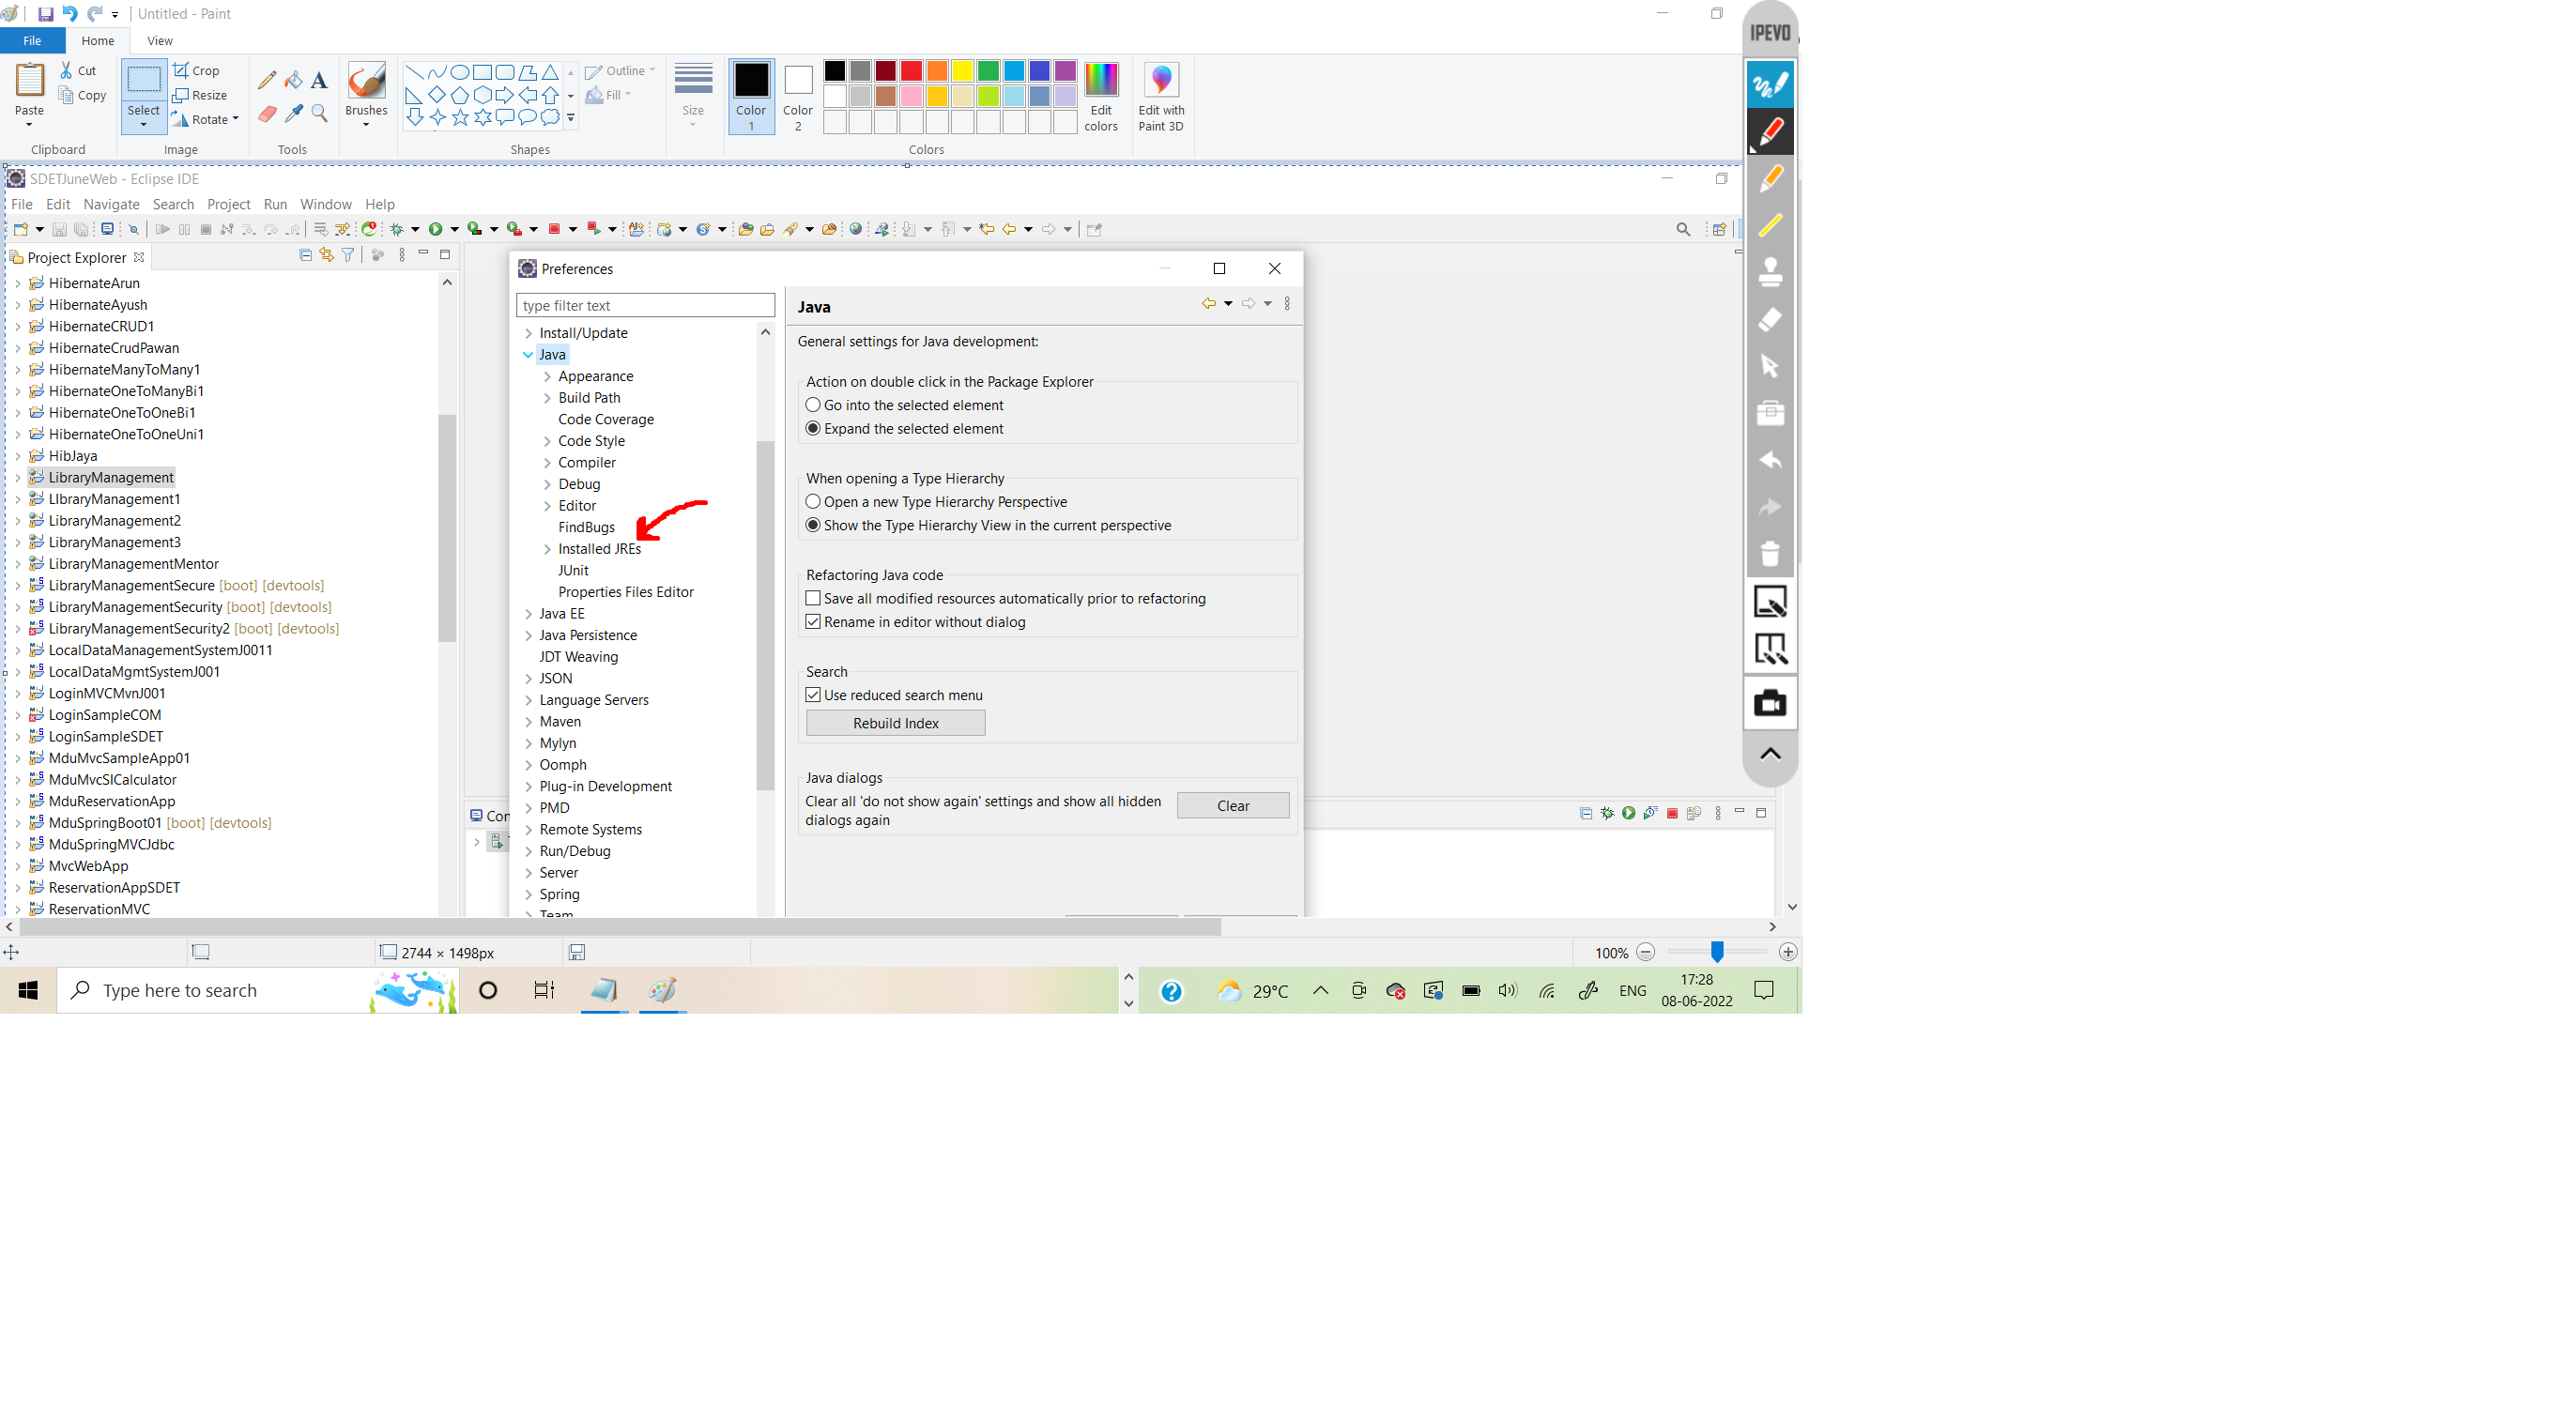 Untitled - Paint
File Home View
Paste
Cut
Copy
Clipboard
Select
Crop
Resize
Rotate
Image
Tools
Brushes
Shapes
Outline
Fill
Size
Color 1
Color 2
Edit colors
Colors
Edit with Paint 3D
IPEVO
SDETJuneWeb - Eclipse IDE
File Edit Navigate Search Project Run Window Help
Project Explorer
HibernateArun
HibernateAyush
HibernateCRUD1
HibernateCrudPawan
HibernateManyToMany1
HibernateOneToManyBi1
HibernateOneToOneBi1
HibernateOneToOneUni1
HibJaya
LibraryManagement
LIbraryManagement1
LibraryManagement2
LibraryManagement3
LibraryManagementMentor
LibraryManagementSecure [boot] [devtools]
LibraryManagementSecurity [boot] [devtools]
LibraryManagementSecurity2 [boot] [devtools]
LocalDataManagementSystemJ0011
LocalDataMgmtSystemJ001
LoginMVCMvnJ001
LoginSampleCOM
LoginSampleSDET
MduMvcSampleApp01
MduMvcSICalculator
MduReservationApp
MduSpringBoot01 [boot] [devtools]
MduSpringMVCJdbc
MvcWebApp
ReservationAppSDET
ReservationMVC
Preferences
type filter text
Install/Update
Java
Appearance
Build Path
Code Coverage
Code Style
Compiler
Debug
Editor
FindBugs
Installed JREs
JUnit
Properties Files Editor
Java EE
Java Persistence
JDT Weaving
JSON
Language Servers
Maven
Mylyn
Oomph
Plug-in Development
PMD
Remote Systems
Run/Debug
Server
Spring
Team
Java
General settings for Java development:
Action on double click in the Package Explorer
Go into the selected element
Expand the selected element
When opening a Type Hierarchy
Open a new Type Hierarchy Perspective
Show the Type Hierarchy View in the current perspective
Refactoring Java code
Save all modified resources automatically prior to refactoring
Rename in editor without dialog
Search
Use reduced search menu
Rebuild Index
Java dialogs
Clear all 'do not show again' settings and show all hidden
dialogs again
Clear
Con
2744 × 1498px
100%
Type here to search
29°C
ENG
17:28
08-06-2022